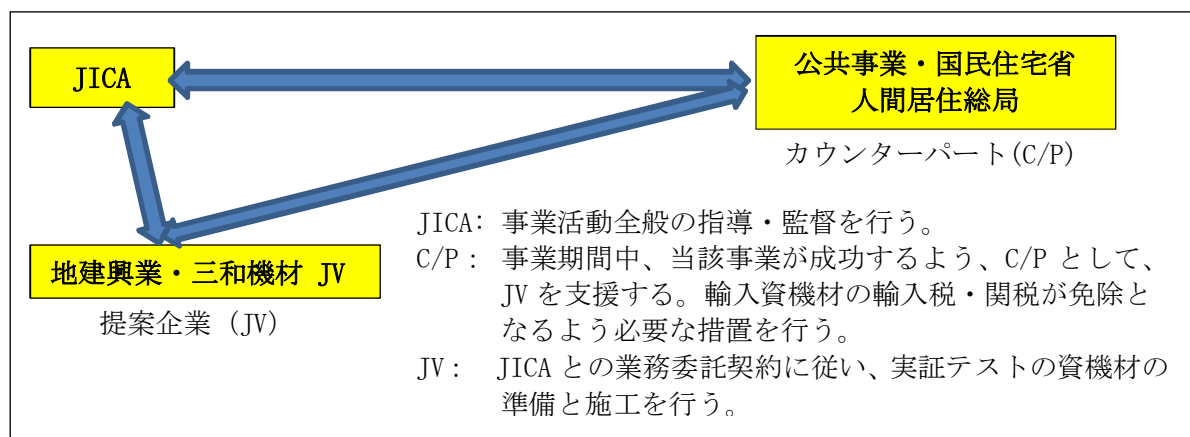 JICA
公共事業・国民住宅省
人間居住総局
カウンターパート(C/P)
地建興業・三和機材 JV
提案企業 (JV)
JICA: 事業活動全般の指導・監督を行う。
C/P : 事業期間中、当該事業が成功するよう、C/P として、
JV を支援する。輸入資機材の輸入税・関税が免除と
なるよう必要な措置を行う。
JV : JICA との業務委託契約に従い、実証テストの資機材の
準備と施工を行う。